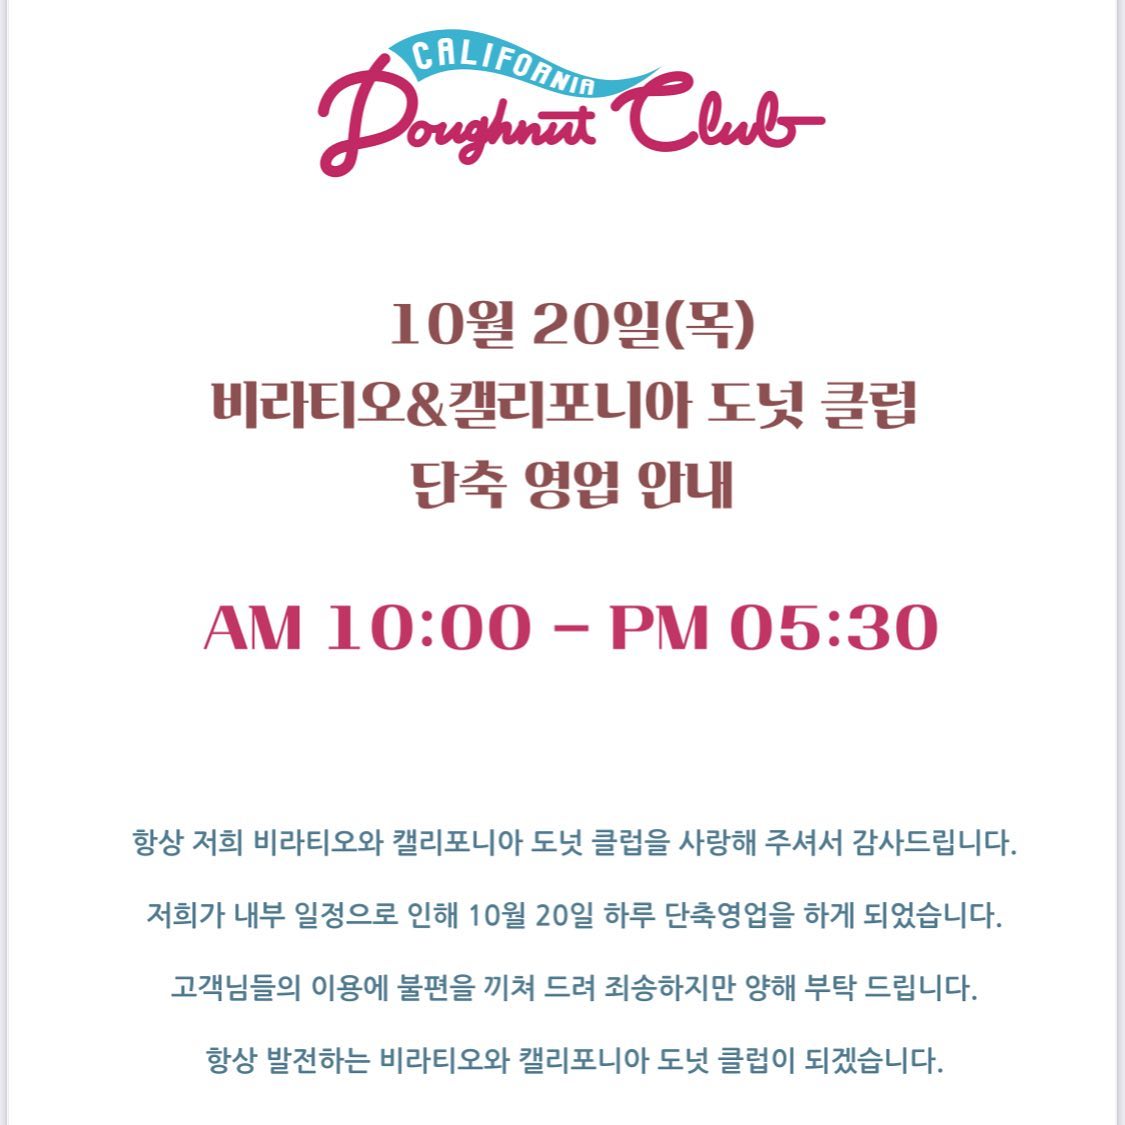 CALIFORNIA
Doughnut Club
10월 20일(목)
비라티오&캘리포니아 도넛 클럽
단축 영업 안내
AM 10:00 – PM 05:30
항상 저희 비라티오와 캘리포니아 도넛 클럽을 사랑해 주셔서 감사드립니다.
저희가 내부 일정으로 인해 10월 20일 하루 단축영업을 하게 되었습니다.
고객님들의 이용에 불편을 끼쳐 드려 죄송하지만 양해 부탁 드립니다.
항상 발전하는 비라티오와 캘리포니아 도넛 클럽이 되겠습니다.